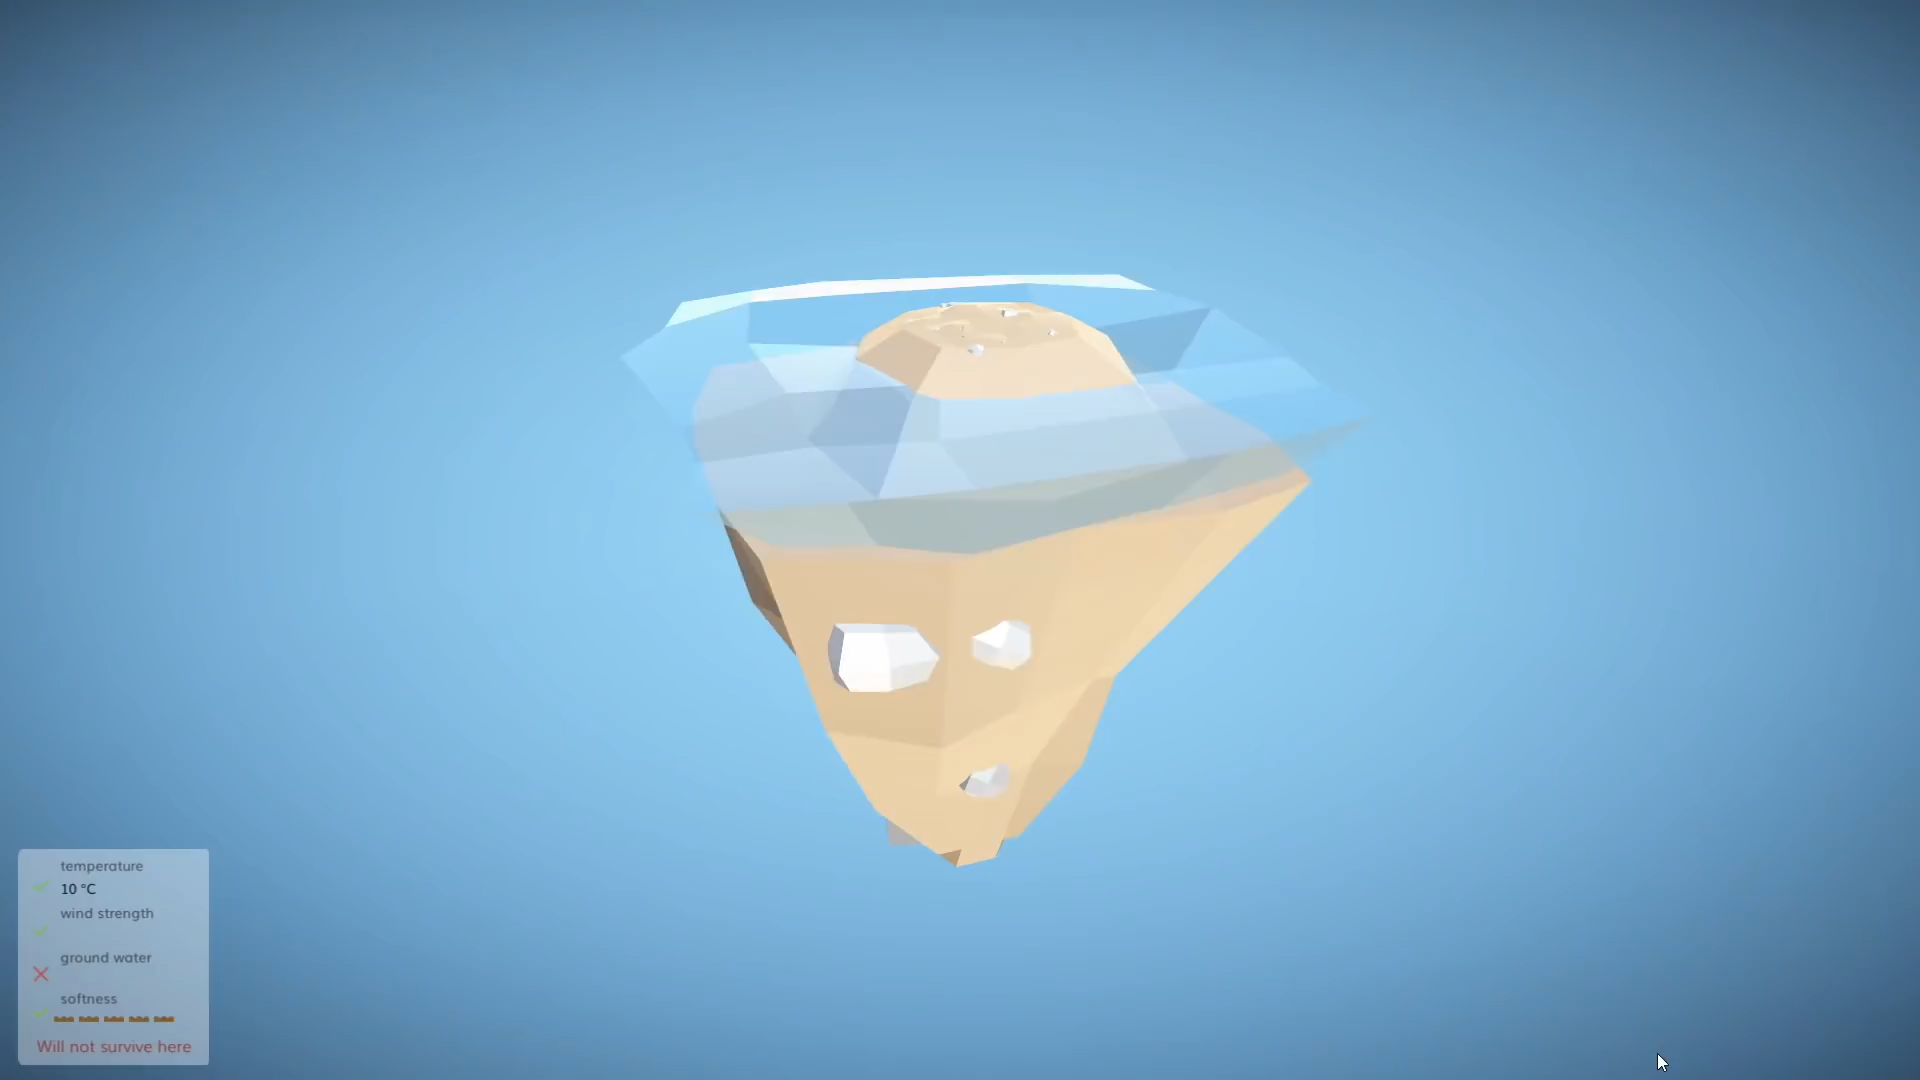 temperature
10 °C
wind strength
ground water
softness
Will not survive here